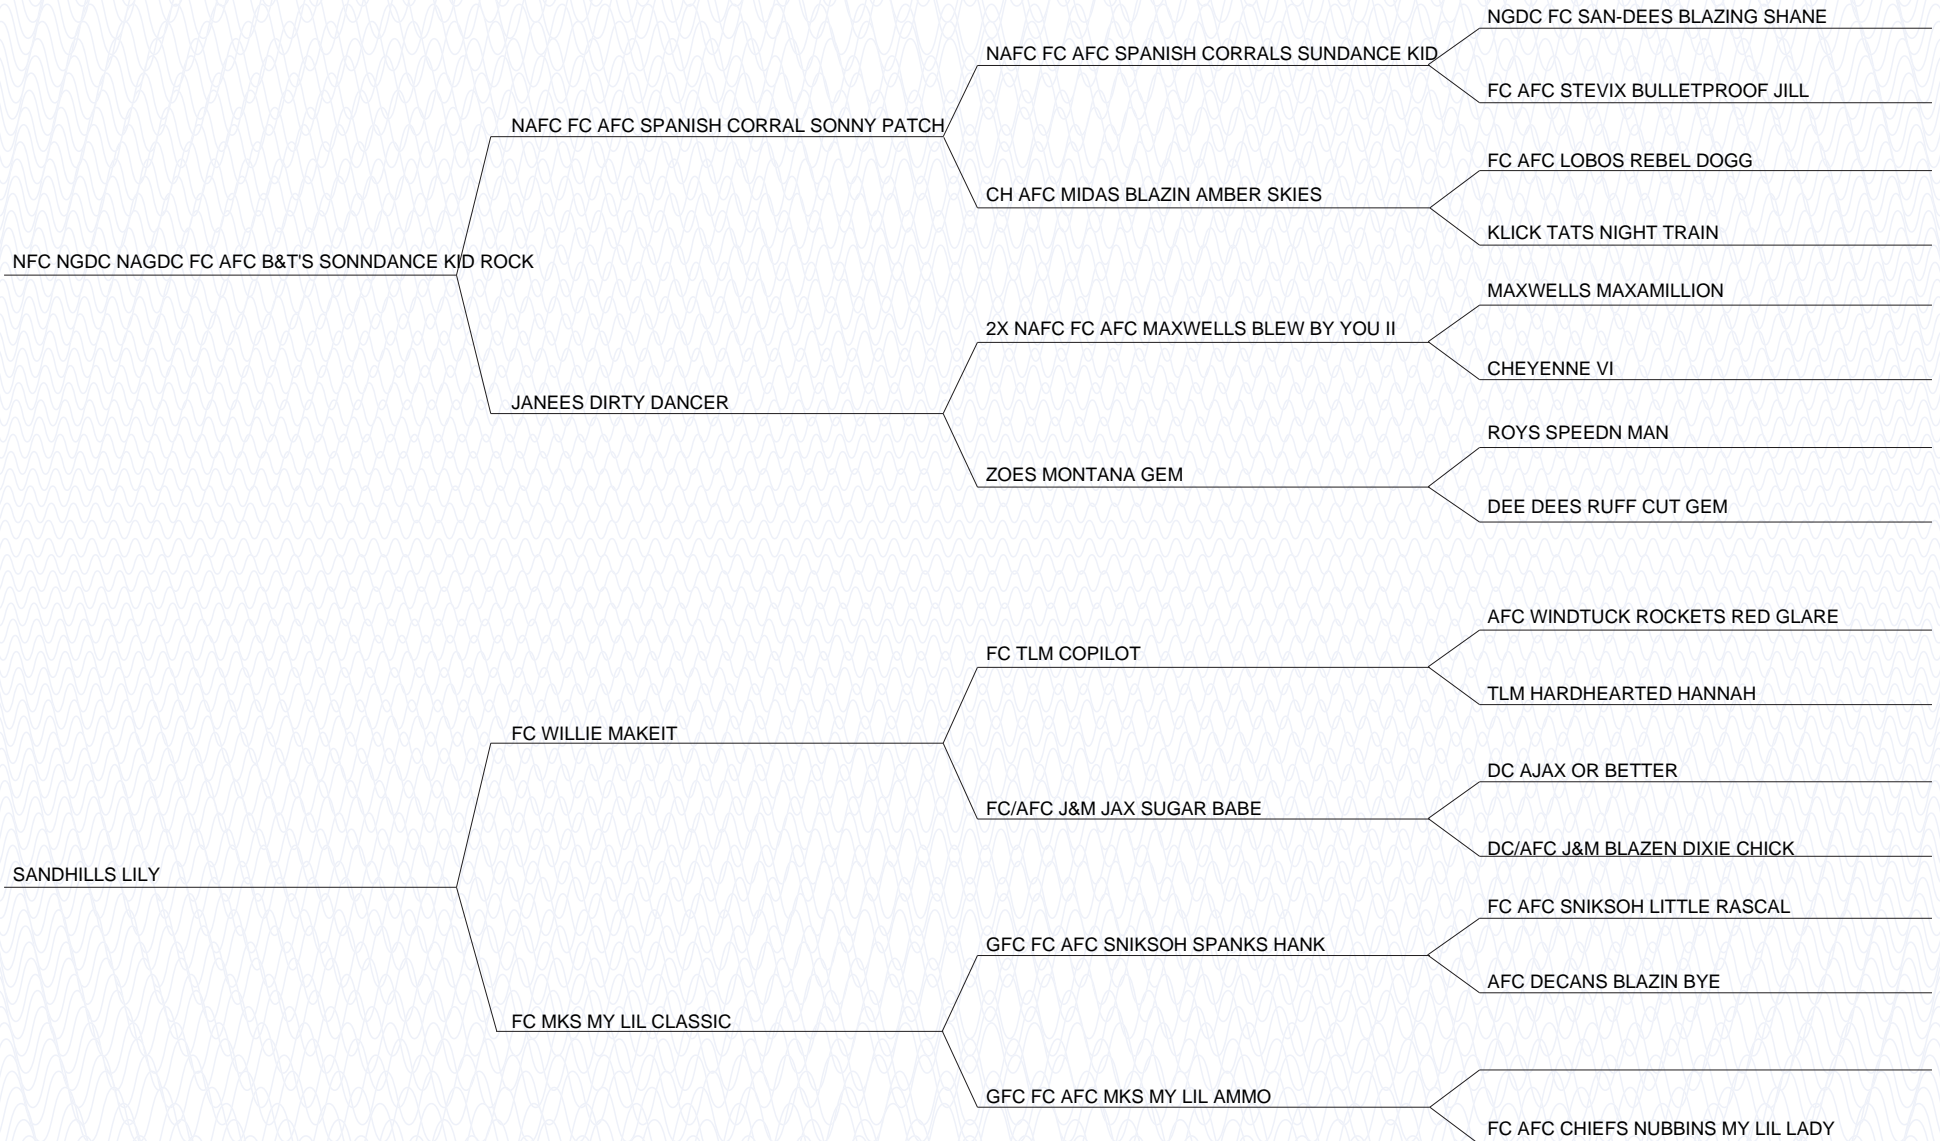 NGDC FC SAN-DEES BLAZING SHANE
NAFC FC AFC SPANISH CORRALS SUNDANCE KID
FC AFC STEVIX BULLETPROOF JILL
NAFC FC AFC SPANISH CORRAL SONNY PATCH
FC AFC LOBOS REBEL DOGG
CH AFC MIDAS BLAZIN AMBER SKIES
KLICK TATS NIGHT TRAIN
NFC NGDC NAGDC FC AFC B&T'S SONNDANCE KID ROCK
MAXWELLS MAXAMILLION
2X NAFC FC AFC MAXWELLS BLEW BY YOU II
CHEYENNE VI
JANEES DIRTY DANCER
ROYS SPEEDN MAN
ZOES MONTANA GEM
DEE DEES RUFF CUT GEM
AFC WINDTUCK ROCKETS RED GLARE
FC TLM COPILOT
TLM HARDHEARTED HANNAH
FC WILLIE MAKEIT
DC AJAX OR BETTER
FC/AFC J&M JAX SUGAR BABE
DC/AFC J&M BLAZEN DIXIE CHICK
SANDHILLS LILY
FC AFC SNIKSOH LITTLE RASCAL
GFC FC AFC SNIKSOH SPANKS HANK
AFC DECANS BLAZIN BYE
FC MKS MY LIL CLASSIC
GFC FC AFC MKS MY LIL AMMO
FC AFC CHIEFS NUBBINS MY LIL LADY